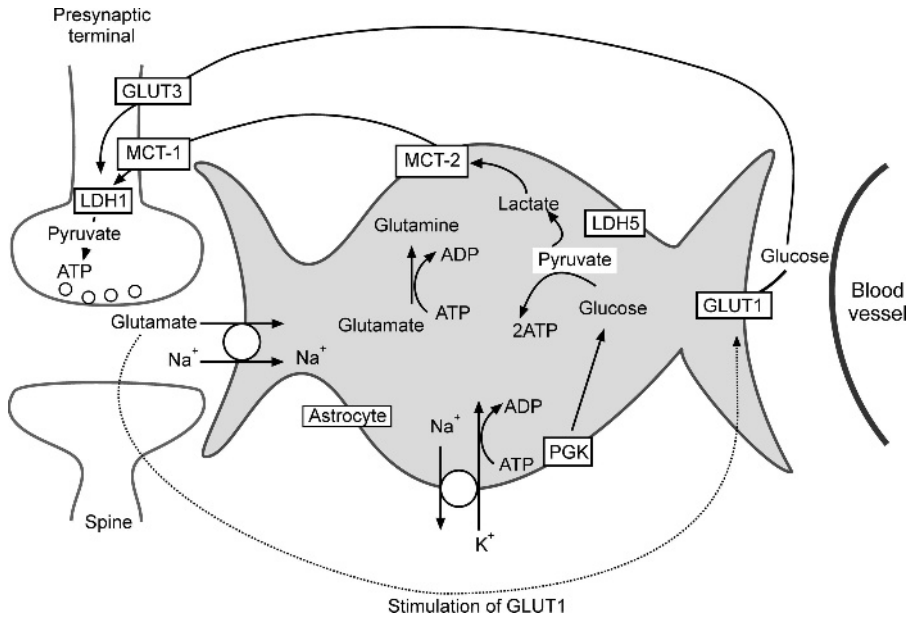 Presynaptic
terminal
GLUT3
MCT-1
MCT-2
LDH1
Lactate
LDH5
Pyruvate
Glutamine
Pyruvate
Glucose
ADP
ATP
GLUT1
Blood
vessel
Glucose
Glutamate
Glutamate
ATP
2ATP
Na+
Na+
Astrocyte
Na+
ADP
ATP
PGK
Spine
K+
Stimulation of GLUT1